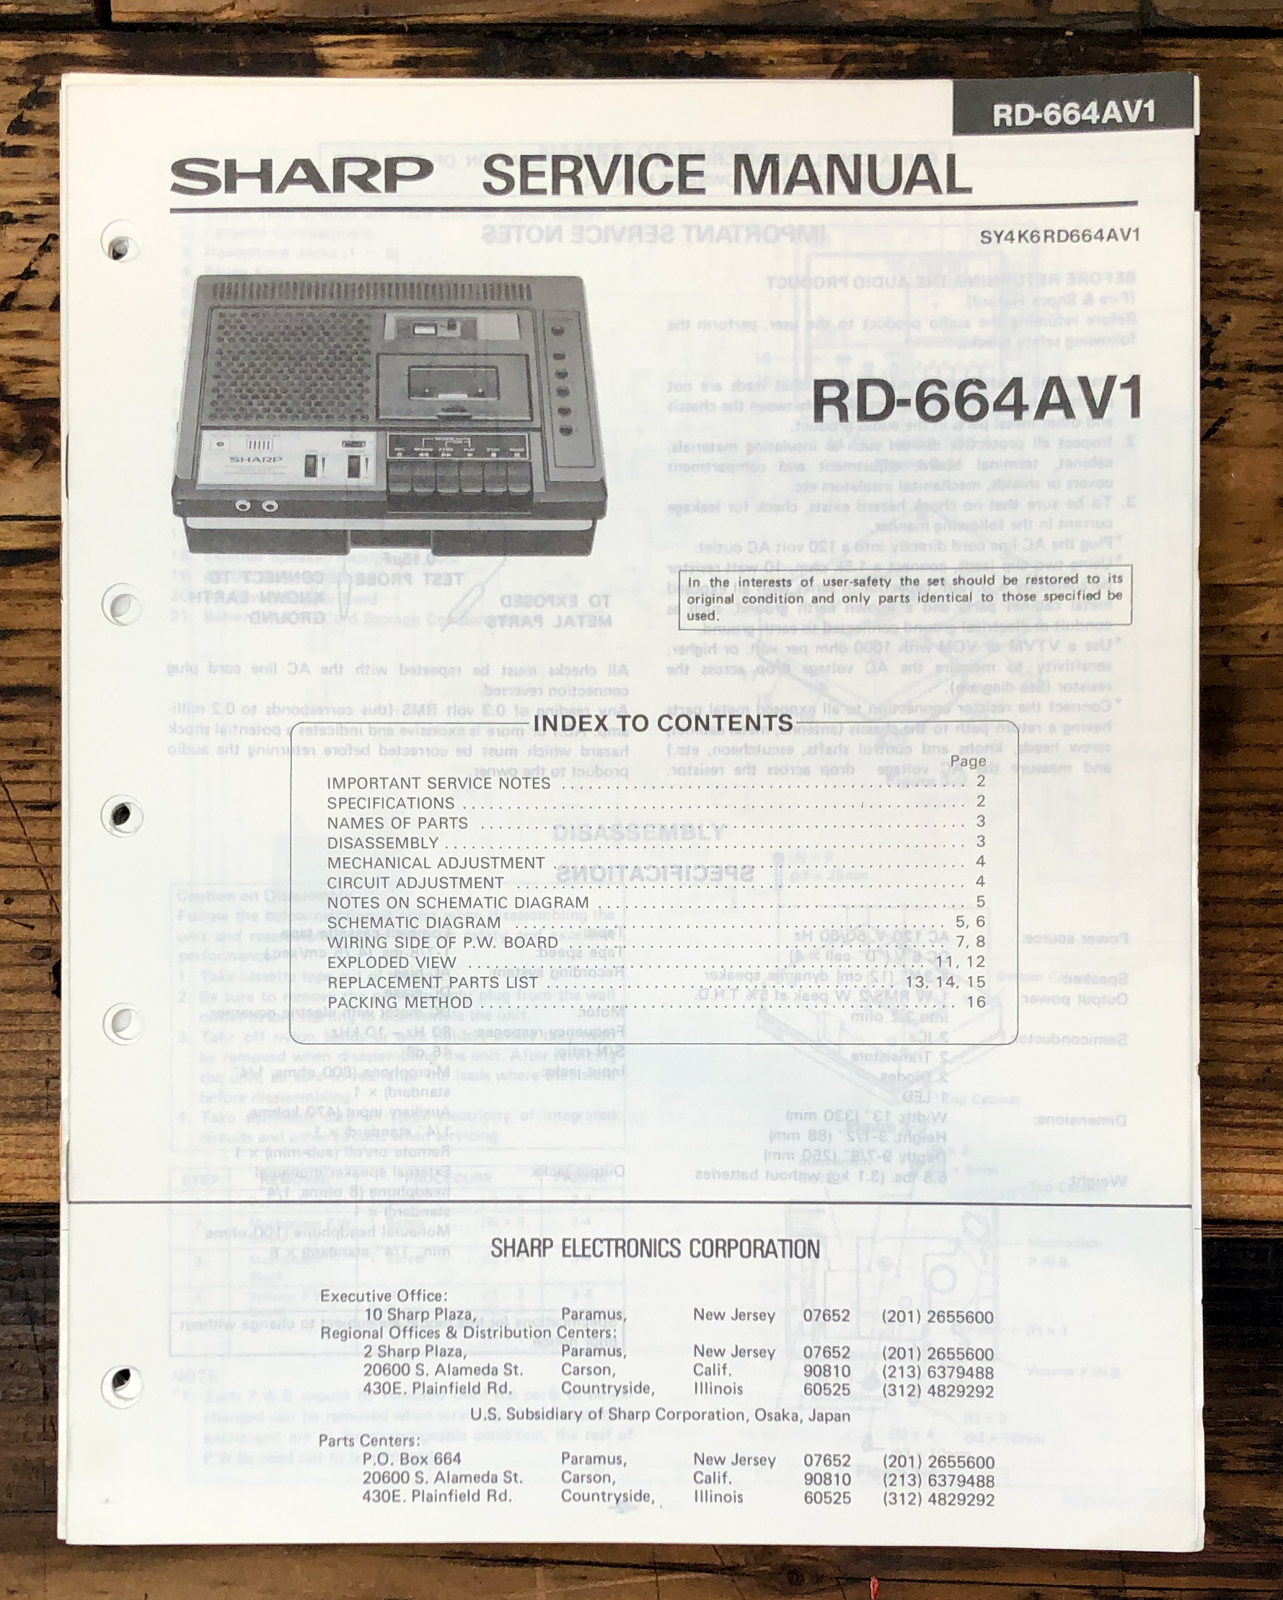 RD-664AV1
SHARP SERVICE MANUAL
SY4K6RD664AV1
SHARP
RD-664AV1
In the interests of user-safety the set should be restored to its
original condition and only parts identical to those specified be
used.
INDEX TO CONTENTS
Page
IMPORTANT SERVICE NOTES . . . . . . . . . . 2
SPECIFICATIONS . . . . . . . . . . 2
NAMES OF PARTS . . . . . . . . . . 3
DISASSEMBLY . . . . . . . . . . 3
MECHANICAL ADJUSTMENT . . . . . . . . . . 4
CIRCUIT ADJUSTMENT . . . . . . . . . . 4
NOTES ON SCHEMATIC DIAGRAM . . . . . . . . . . 5
SCHEMATIC DIAGRAM . . . . . . . . . . 5, 6
WIRING SIDE OF P.W. BOARD . . . . . . . . . . 7, 8
EXPLODED VIEW . . . . . . . . . . 11, 12
REPLACEMENT PARTS LIST . . . . . . . . . . 13, 14, 15
PACKING METHOD . . . . . . . . . . 16
SHARP ELECTRONICS CORPORATION
Executive Office:
10 Sharp Plaza, Paramus, New Jersey 07652 (201) 2655600
Regional Offices & Distribution Centers:
2 Sharp Plaza, Paramus, New Jersey 07652 (201) 2655600
20600 S. Alameda St. Carson, Calif. 90810 (213) 6379488
430E. Plainfield Rd. Countryside, Illinois 60525 (312) 4829292
U.S. Subsidiary of Sharp Corporation, Osaka, Japan
Parts Centers:
P.O. Box 664 Paramus, New Jersey 07652 (201) 2655600
20600 S. Alameda St. Carson, Calif. 90810 (213) 6379488
430E. Plainfield Rd. Countryside, Illinois 60525 (312) 4829292